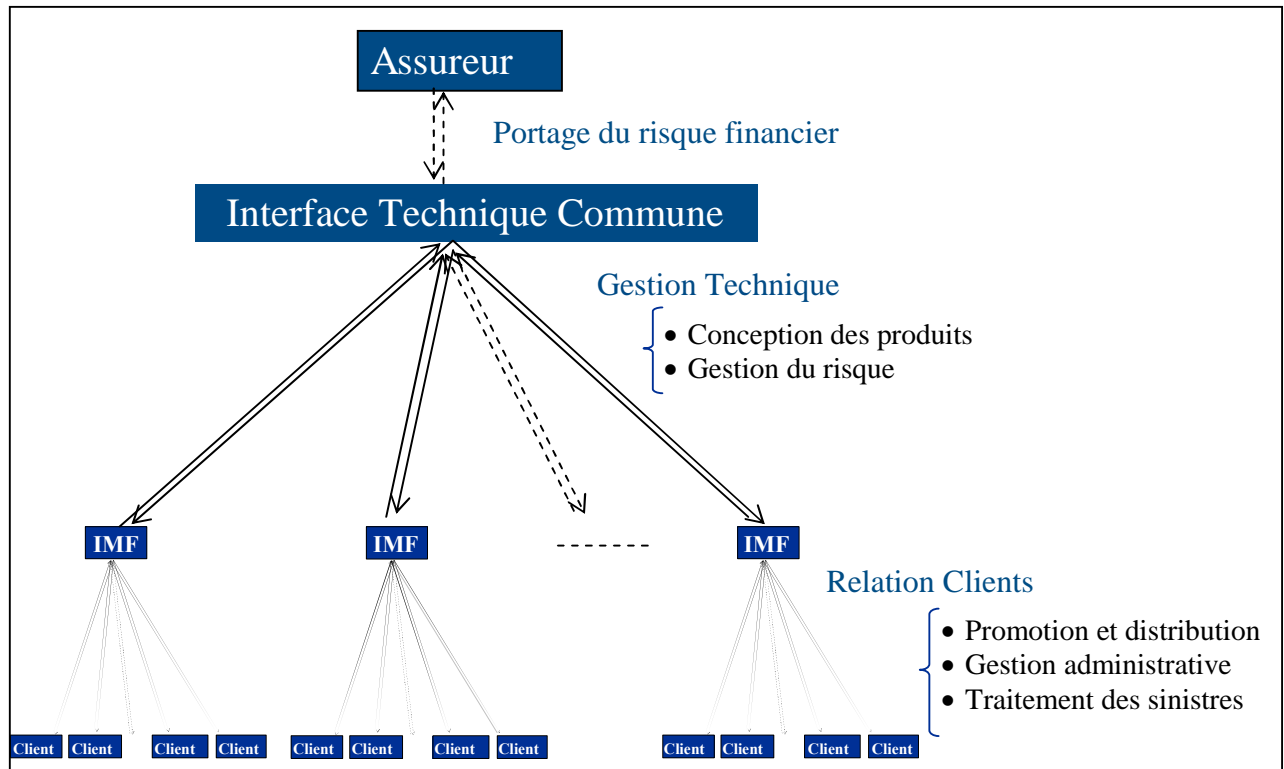 Assureur
Portage du risque financier
Interface Technique Commune
Gestion Technique
• Conception des produits
• Gestion du risque
IMF IMF IMF
Relation Clients
• Promotion et distribution
• Gestion administrative
• Traitement des sinistres
Client Client Client Client Client Client Client Client Client Client Client Client